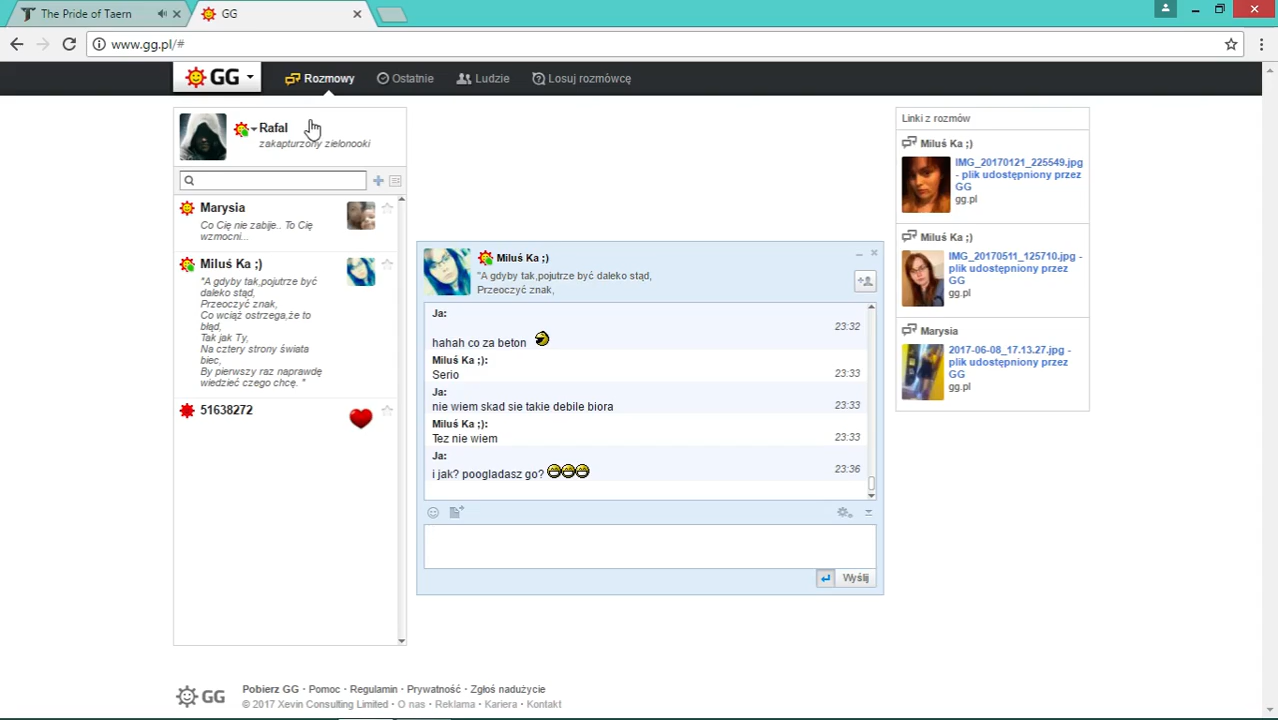 The Pride of Taern
GG
www.gg.pl/#
GG
Rozmowy
Ostatnie
Ludzie
Losuj rozmówcę
Rafal
zakapturzony zielonooki
Marysia
Co Cię nie zabije.. To Cię
wzmocni...
Miluś Ka ;)
"A gdyby tak,pojutrze być
daleko stąd,
Przeoczyć znak,
Co wciąż ostrzega,że to
błąd,
Tak jak Ty,
Na cztery strony świata
biec,
By pierwszy raz naprawdę
wiedzieć czego chcę. "
51638272
Miluś Ka ;)
"A gdyby tak,pojutrze być daleko stąd,
Przeoczyć znak,
Ja:
23:32
hahah co za beton
Miluś Ka ;):
Serio 23:33
Ja:
nie wiem skad sie takie debile biora 23:33
Miluś Ka ;):
Tez nie wiem 23:33
Ja:
i jak? poogladasz go? 23:36
Wyślij
Linki z rozmów
Miluś Ka ;)
IMG_20170121_225549.jpg
- plik udostępniony przez
GG
gg.pl
Miluś Ka ;)
IMG_20170511_125710.jpg -
plik udostępniony przez
GG
gg.pl
Marysia
2017-06-08_17.13.27.jpg -
plik udostępniony przez
GG
gg.pl
GG
Pobierz GG · Pomoc · Regulamin · Prywatność · Zgłoś nadużycie
© 2017 Xevin Consulting Limited · O nas · Reklama · Kariera · Kontakt